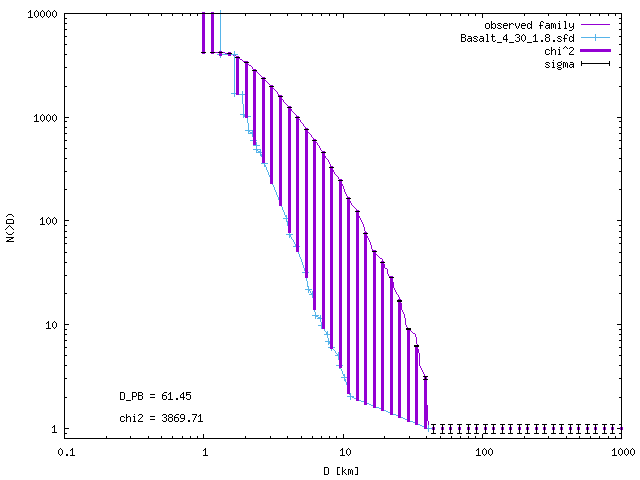 10000
1000
100
10
1
N(>D)
observed family
Basalt_4_30_1.8.sfd
chi^2
sigma
D_PB = 61.45
chi2 = 3869.71
0.1 1 10 100 1000
D [km]